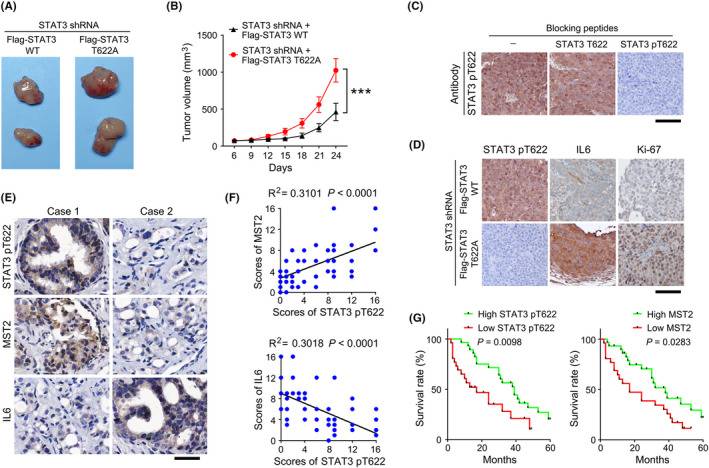 (A)
STAT3 shRNA
Flag-STAT3 WT
Flag-STAT3 T622A
(B)
STAT3 shRNA +
Flag-STAT3 WT
STAT3 shRNA +
Flag-STAT3 T622A
Tumor volume (mm³)
1500
1000
500
0
***
6 9 12 15 18 21 24
Days
(C)
Blocking peptides
– STAT3 T622 STAT3 pT622
Antibody
STAT3 pT622
(D)
STAT3 pT622 IL6 Ki-67
STAT3 shRNA
Flag-STAT3
WT
Flag-STAT3
T622A
(E)
Case 1 Case 2
STAT3 pT622
MST2
IL6
(F)
R²= 0.3101 P < 0.0001
Scores of MST2
16
12
8
4
0
0 4 8 12 16
Scores of STAT3 pT622
R²= 0.3018 P < 0.0001
Scores of IL6
20
16
12
8
4
0
0 4 8 12 16
Scores of STAT3 pT622
(G)
High STAT3 pT622
Low STAT3 pT622
P = 0.0098
Survival rate (%)
100
50
0
0 20 40 60
Months
High MST2
Low MST2
P = 0.0283
Survival rate (%)
100
50
0
0 20 40 60
Months